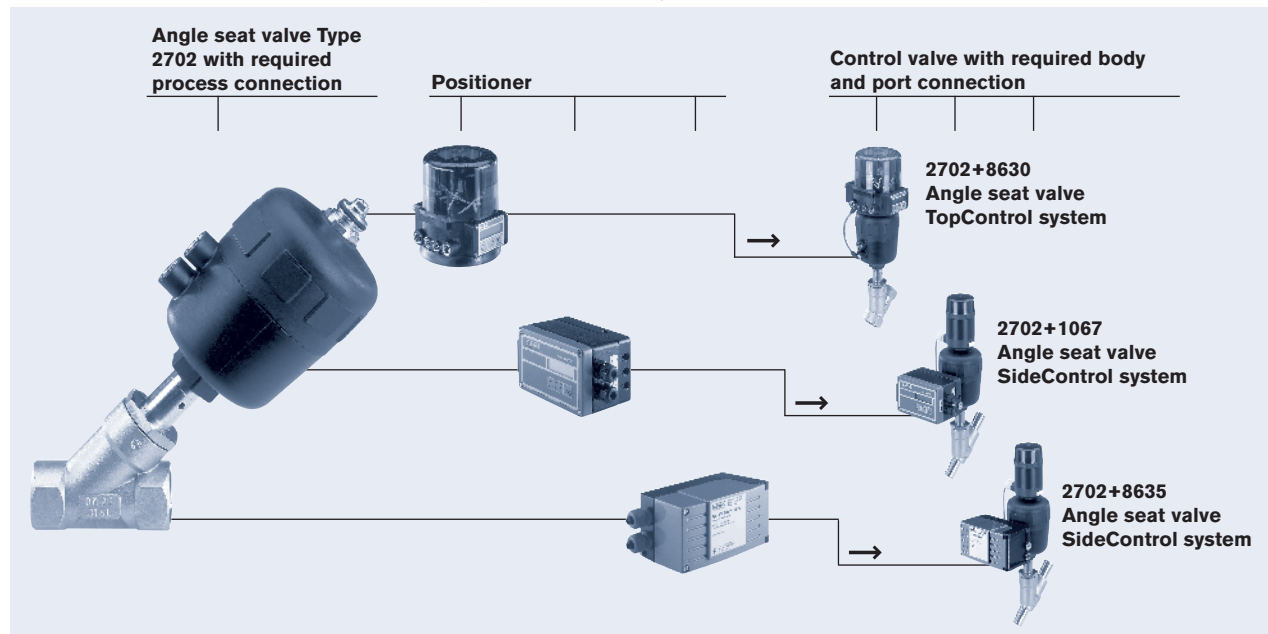 Angle seat valve Type
2702 with required
process connection
Positioner
Control valve with required body
and port connection
2702+8630
Angle seat valve
TopControl system
2702+1067
Angle seat valve
SideControl system
2702+8635
Angle seat valve
SideControl system